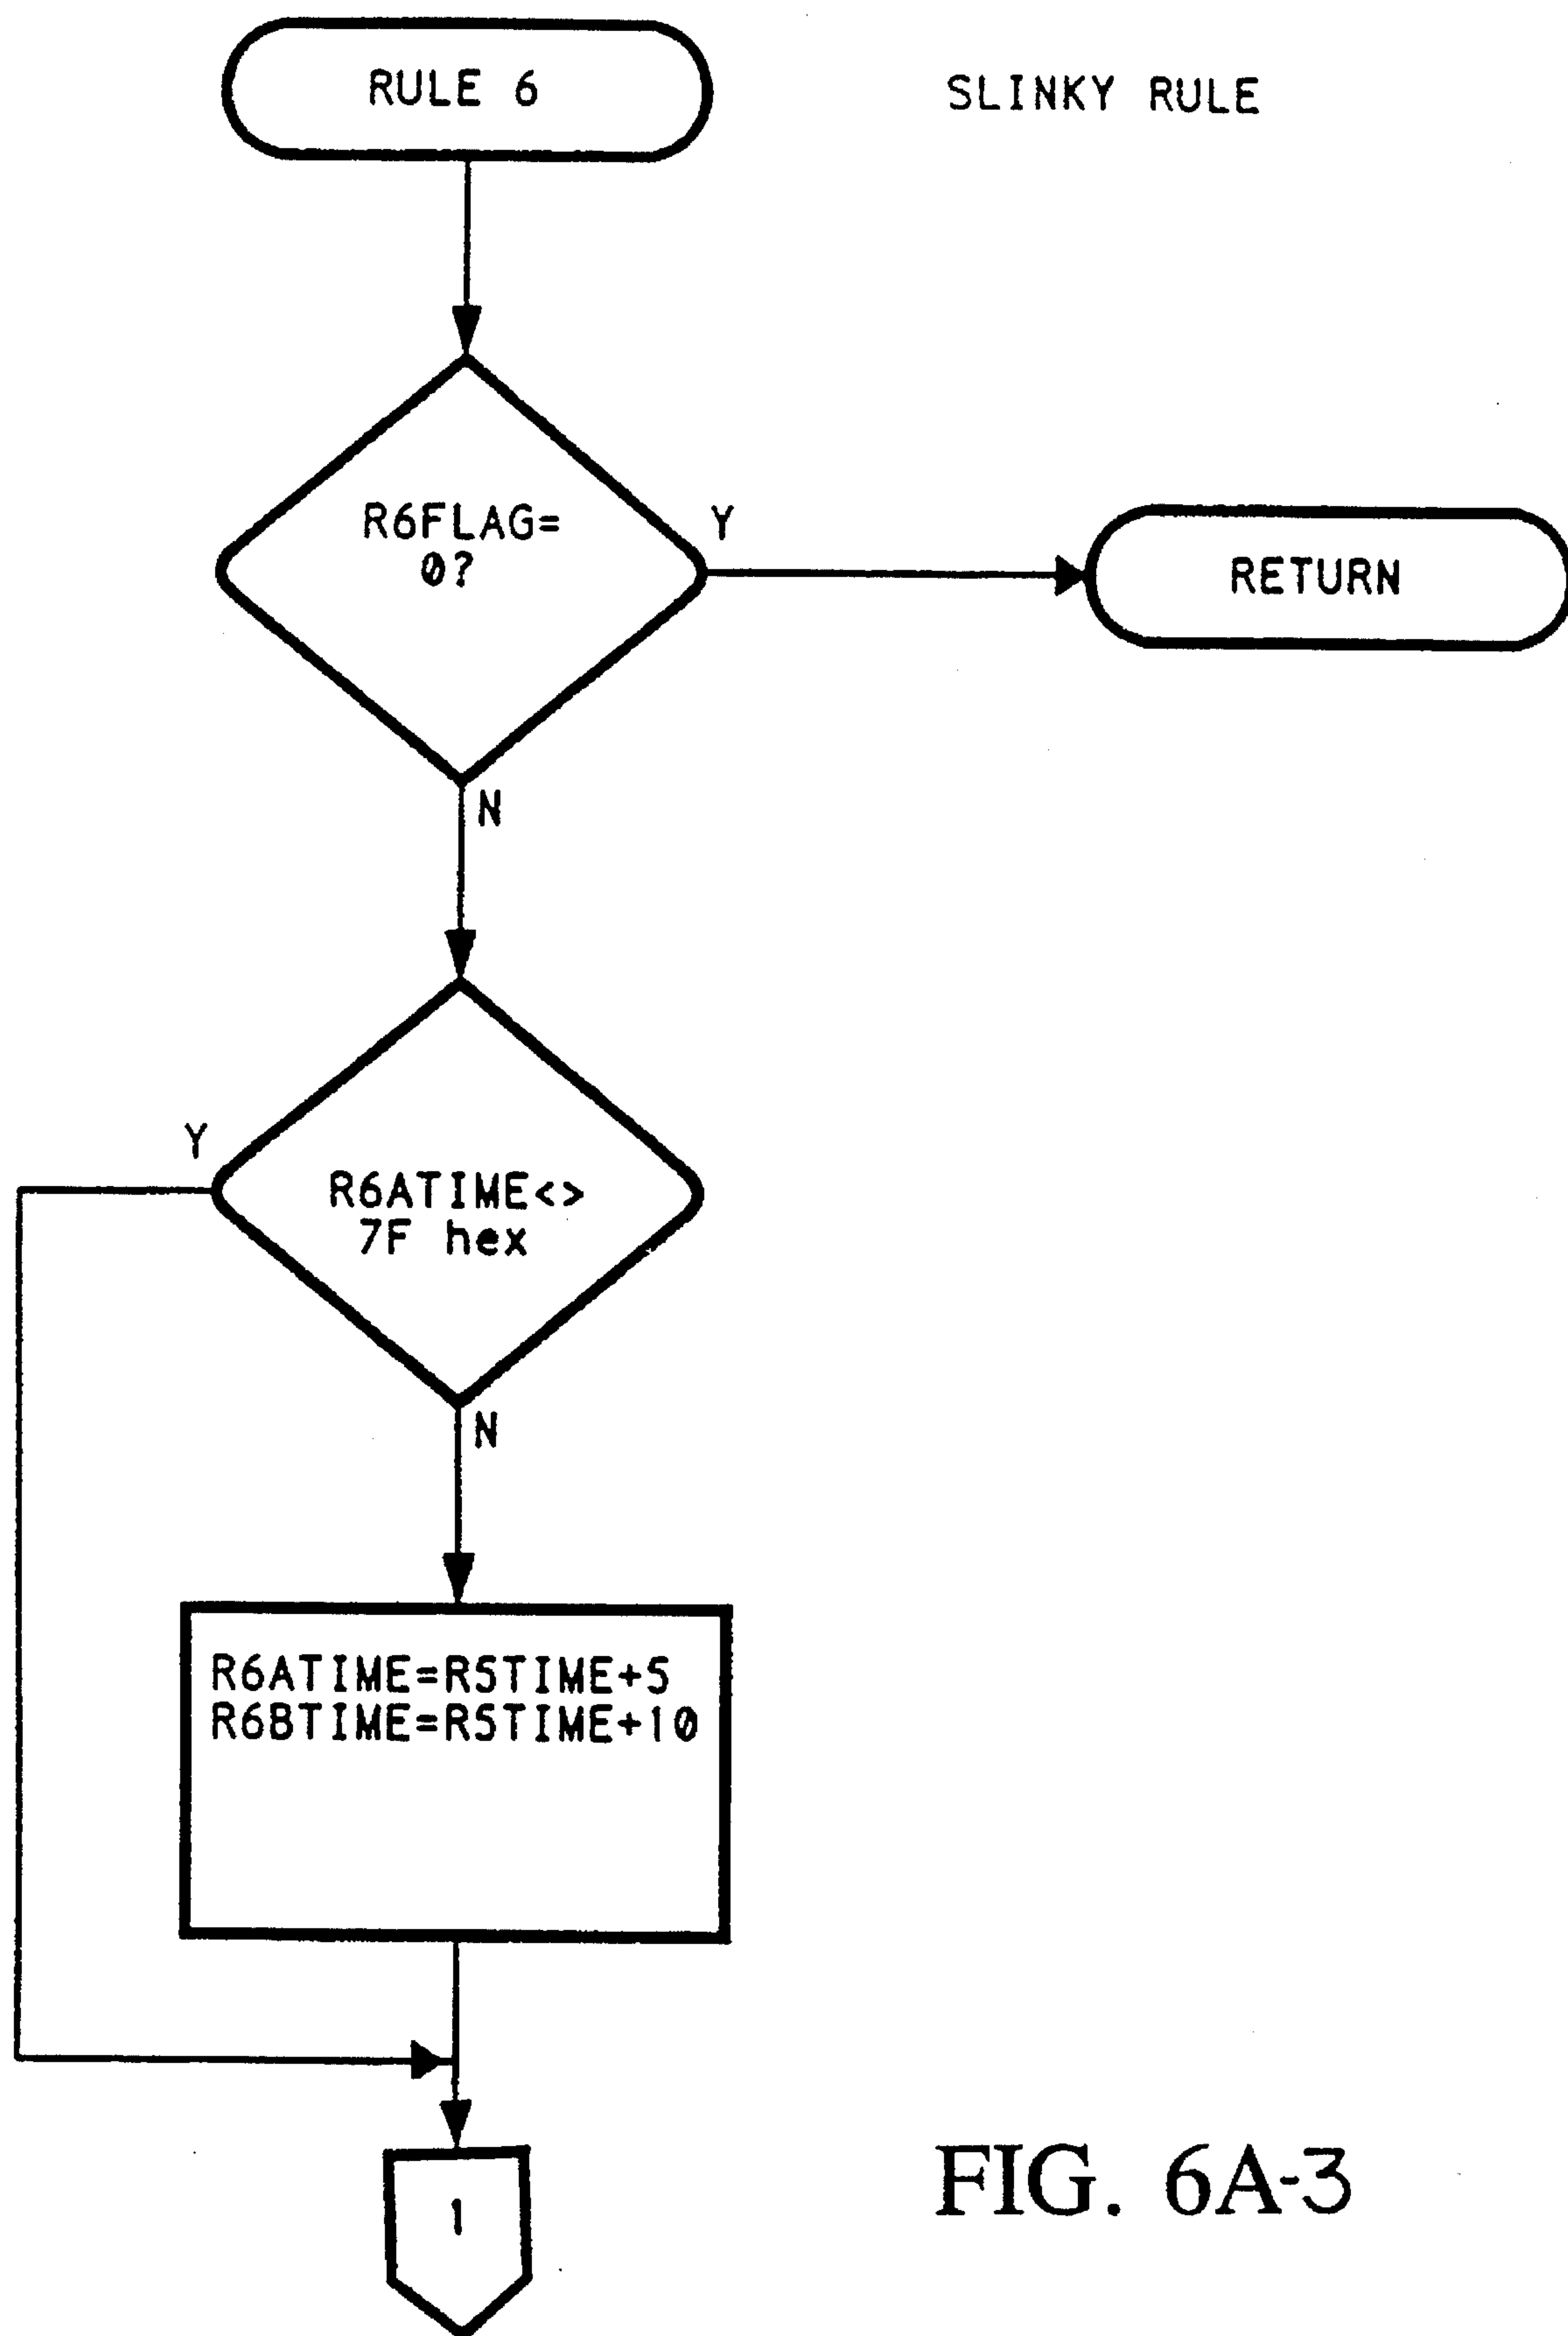 RULE 6
SLINKY RULE
R6FLAG=
0?
Y
RETURN
N
Y
R6ATIME<>
7F hex
N
R6ATIME=R5TIME+5
R6BTIME=R5TIME+10
1
FIG. 6A-3